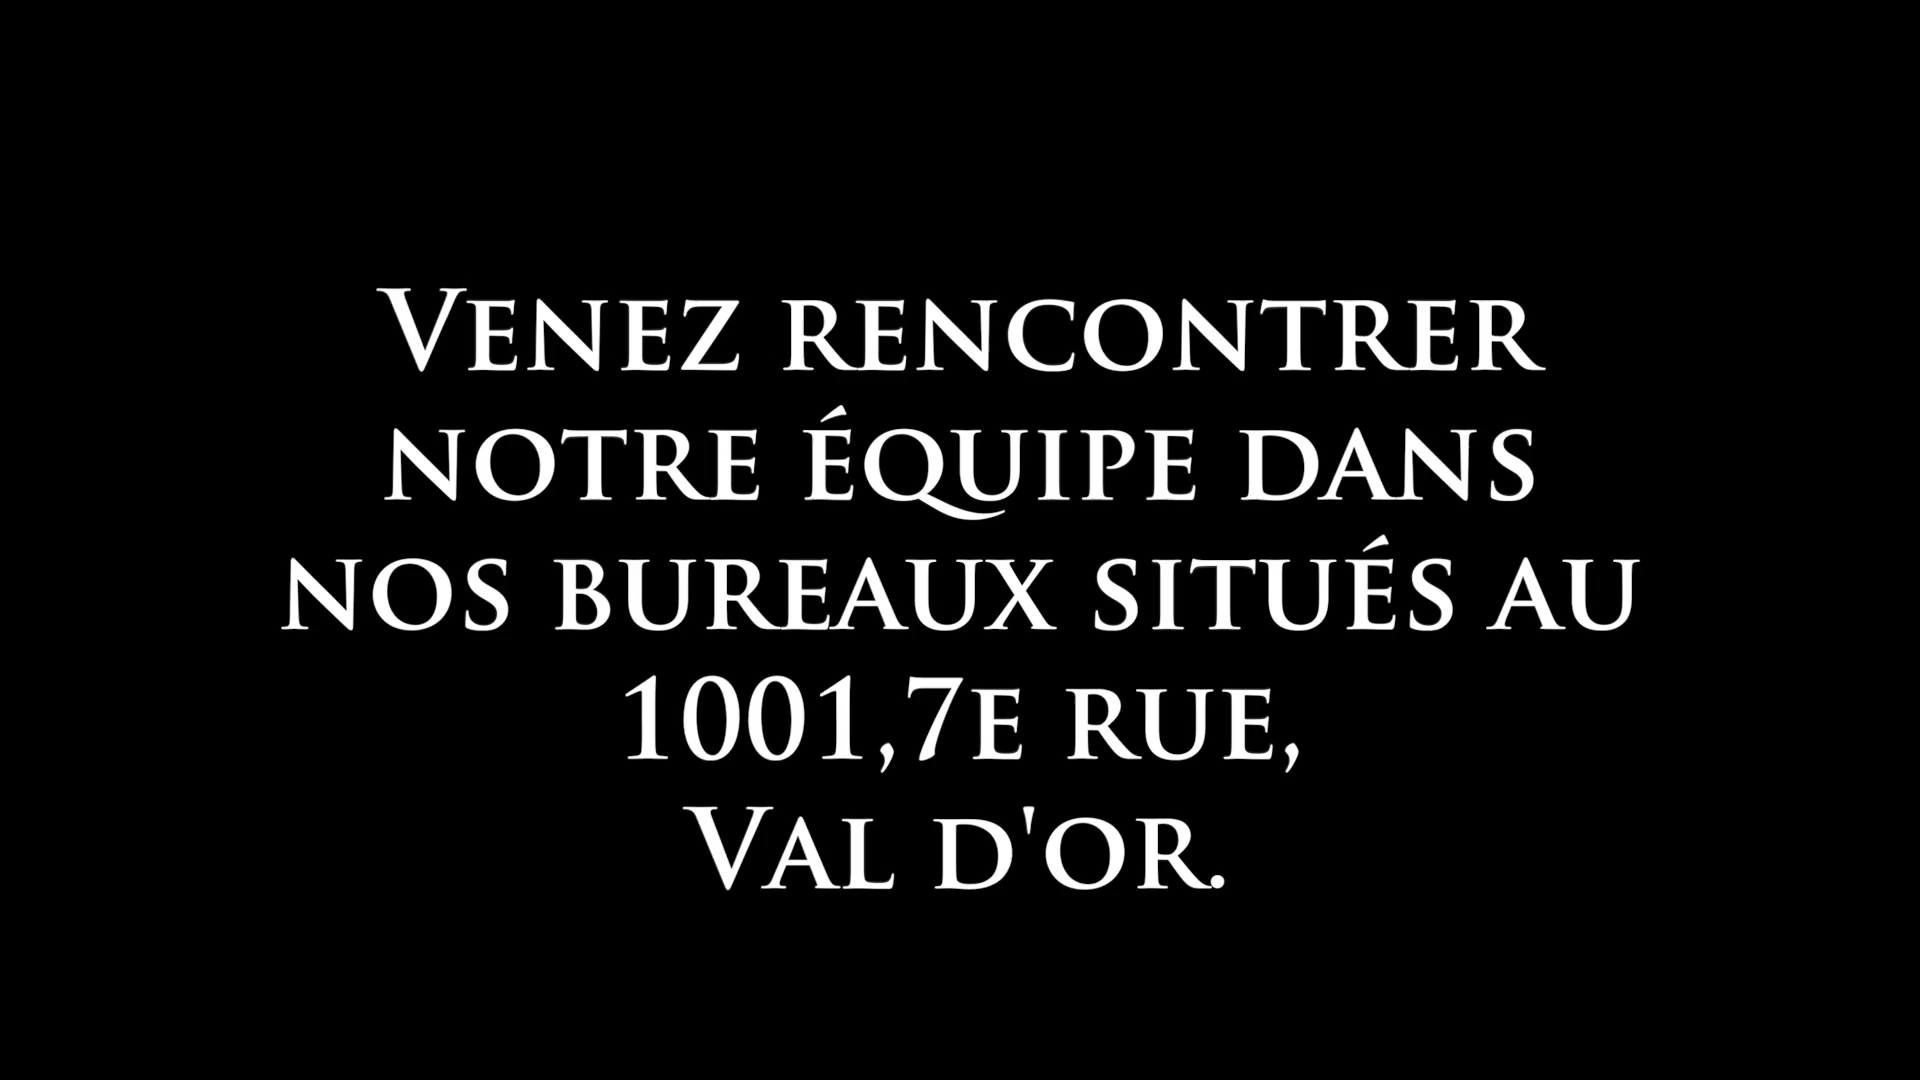 Venez rencontrer
notre équipe dans
nos bureaux situés au
1001,7e rue,
Val d'or.